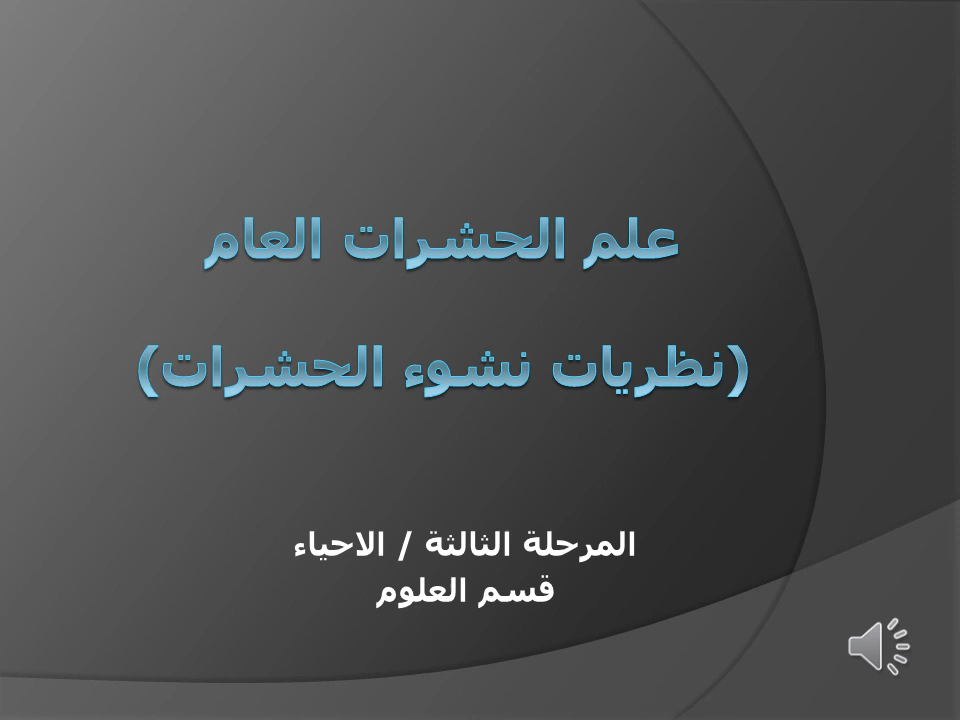 علم الحشرات العام
(نظريات نشوء الحشرات)
المرحلة الثالثة / الاحياء
قسم العلوم